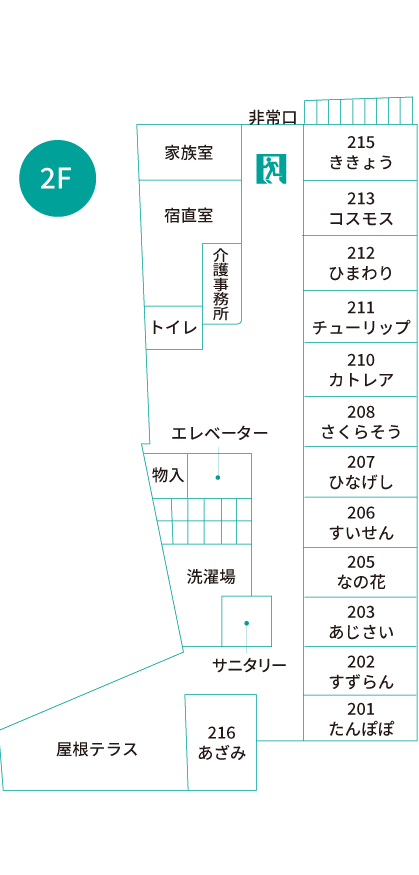 非常口
2F
家族室
宿直室
介護事務所
トイレ
エレベーター
物入
洗濯場
サニタリー
屋根テラス
216
あざみ
215
ききょう
213
コスモス
212
ひまわり
211
チューリップ
210
カトレア
208
さくらそう
207
ひなげし
206
すいせん
205
なの花
203
あじさい
202
すずらん
201
たんぽぽ